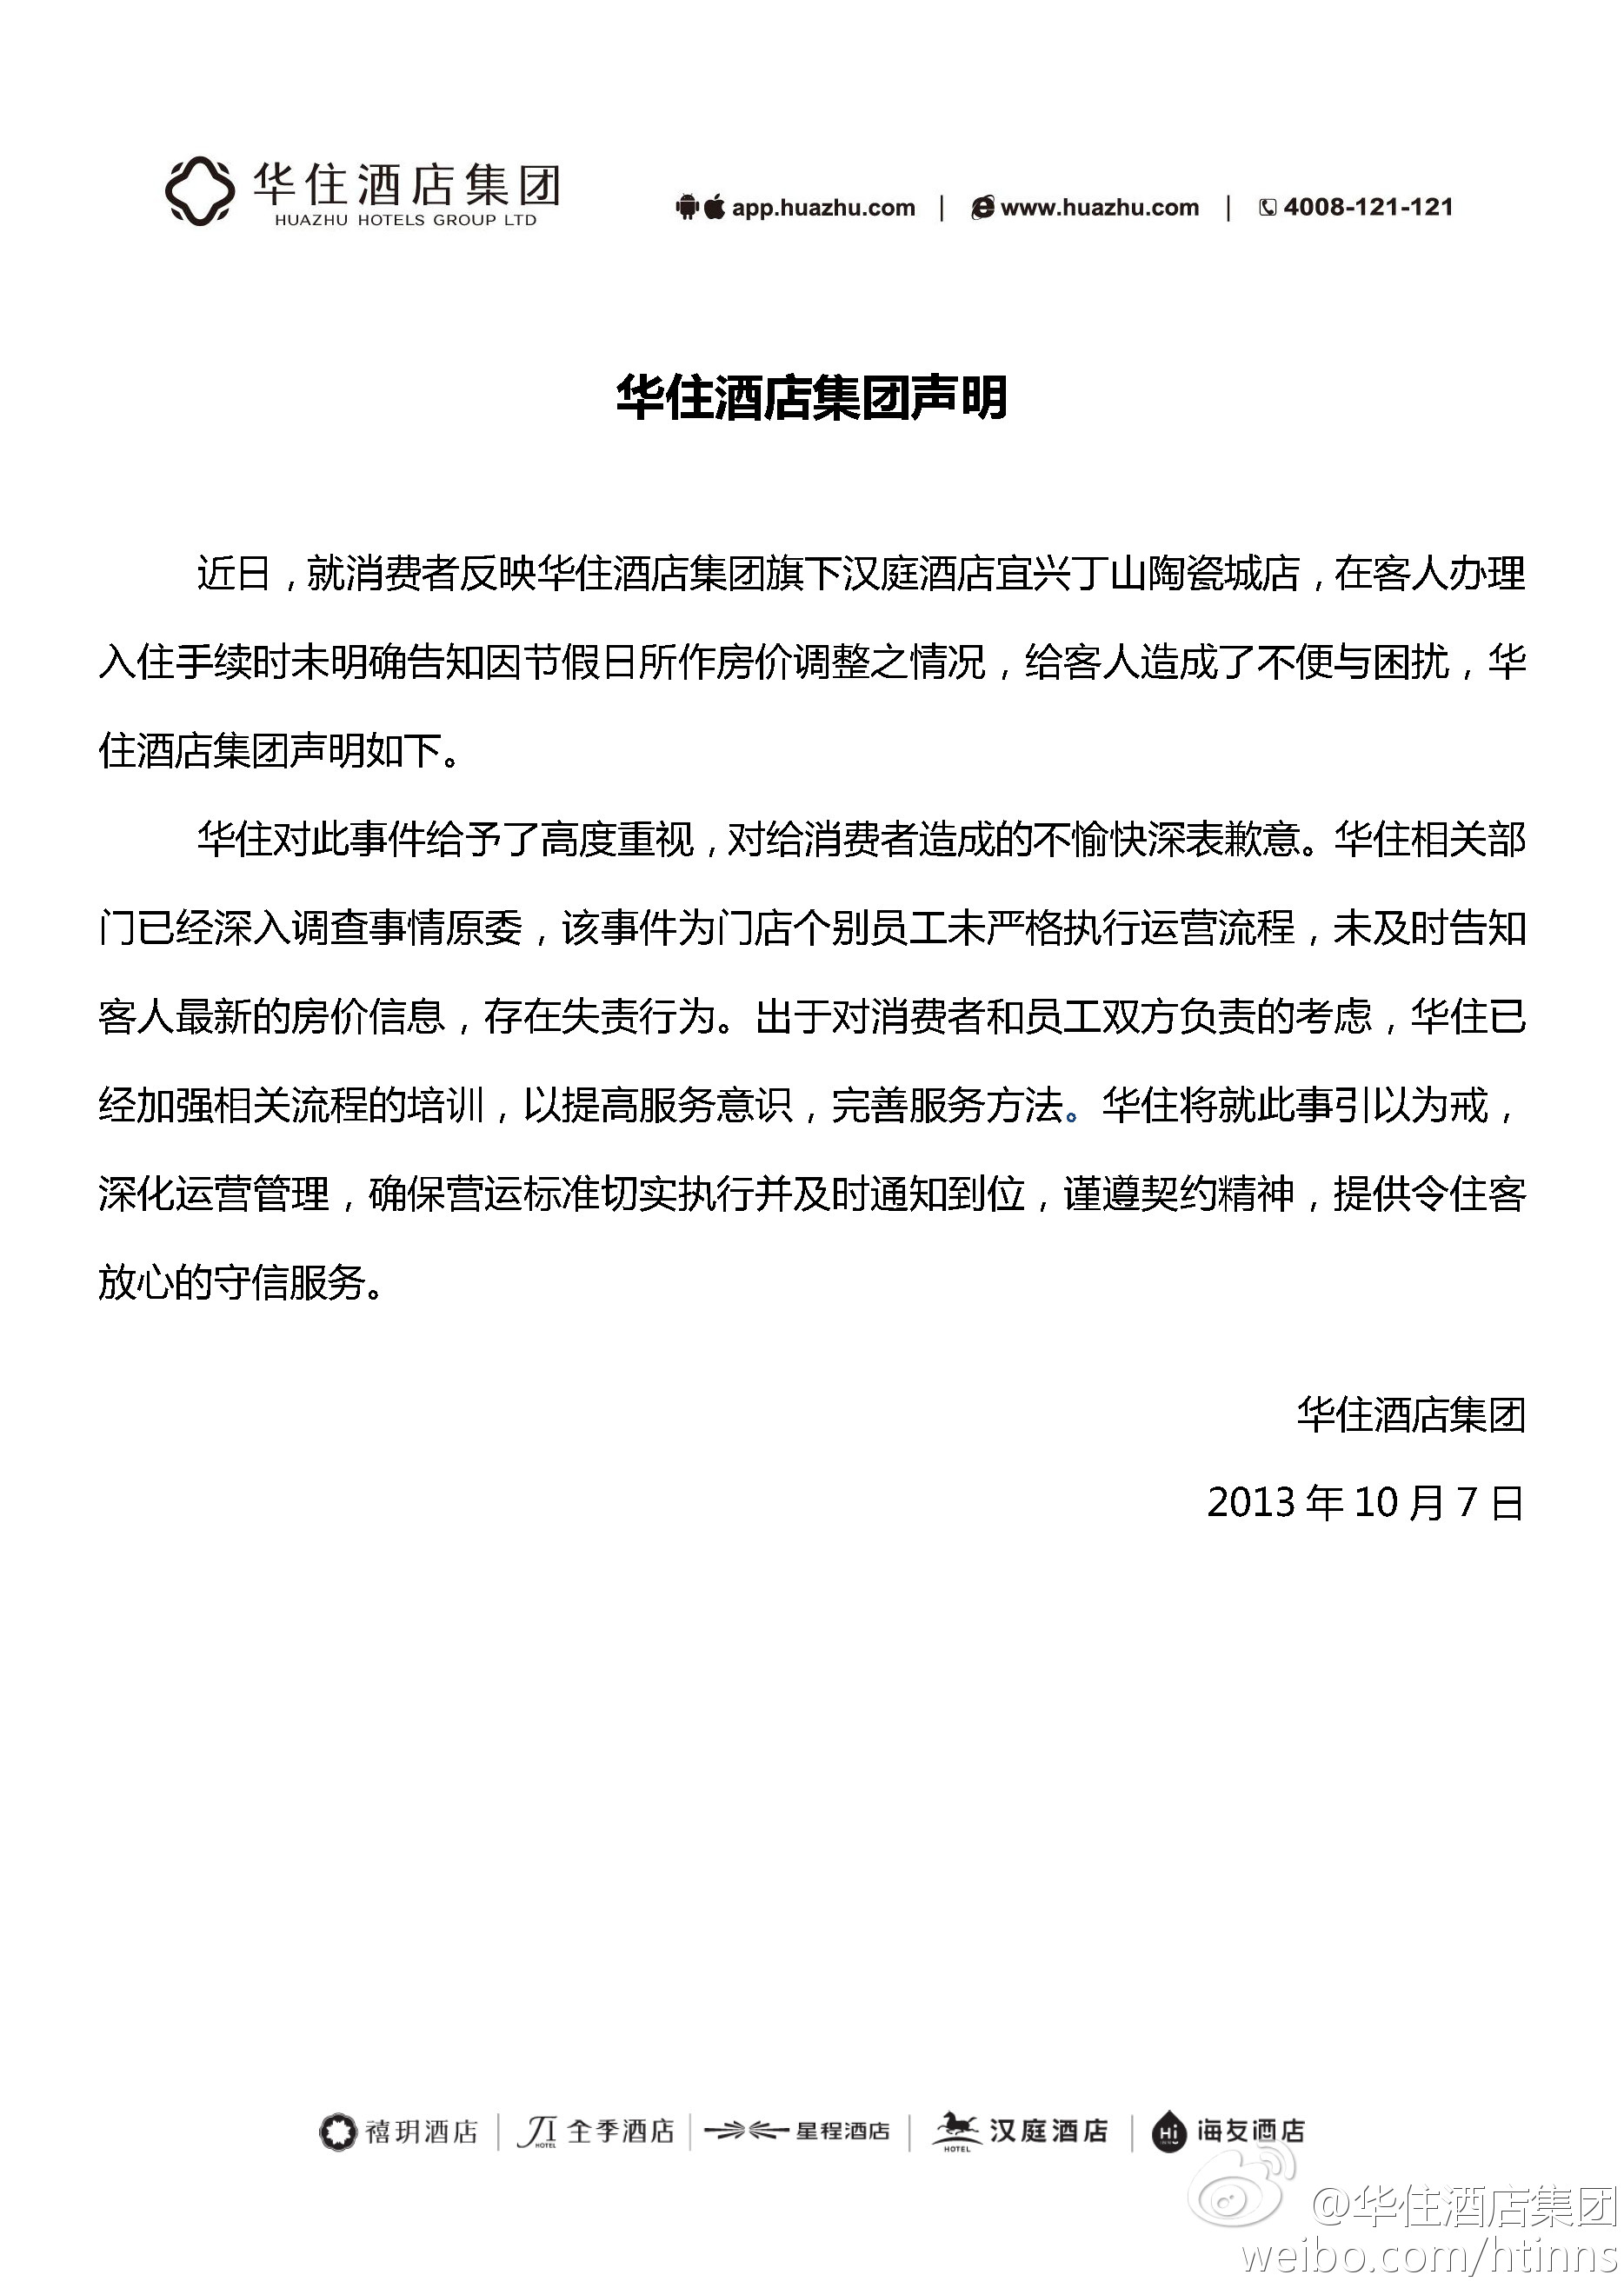 华住酒店集团
HUAZHU HOTELS GROUP LTD
app.huazhu.com | www.huazhu.com | 4008-121-121
华住酒店集团声明
近日，就消费者反映华住酒店集团旗下汉庭酒店宜兴丁山陶瓷城店，在客人办理
入住手续时未明确告知因节假日所作房价调整之情况，给客人造成了不便与困扰，华
住酒店集团声明如下。
华住对此事件给予了高度重视，对给消费者造成的不愉快深表歉意。华住相关部
门已经深入调查事情原委，该事件为门店个别员工未严格执行运营流程，未及时告知
客人最新的房价信息，存在失责行为。出于对消费者和员工双方负责的考虑，华住已
经加强相关流程的培训，以提高服务意识，完善服务方法。华住将就此事引以为戒，
深化运营管理，确保营运标准切实执行并及时通知到位，谨遵契约精神，提供令住客
放心的守信服务。
华住酒店集团
2013 年 10 月 7 日
禧玥酒店 | HOTEL 全季酒店 | 星程酒店 | HOTEL 汉庭酒店 | Hi 海友酒店
@华住酒店集团
weibo.com/htinns